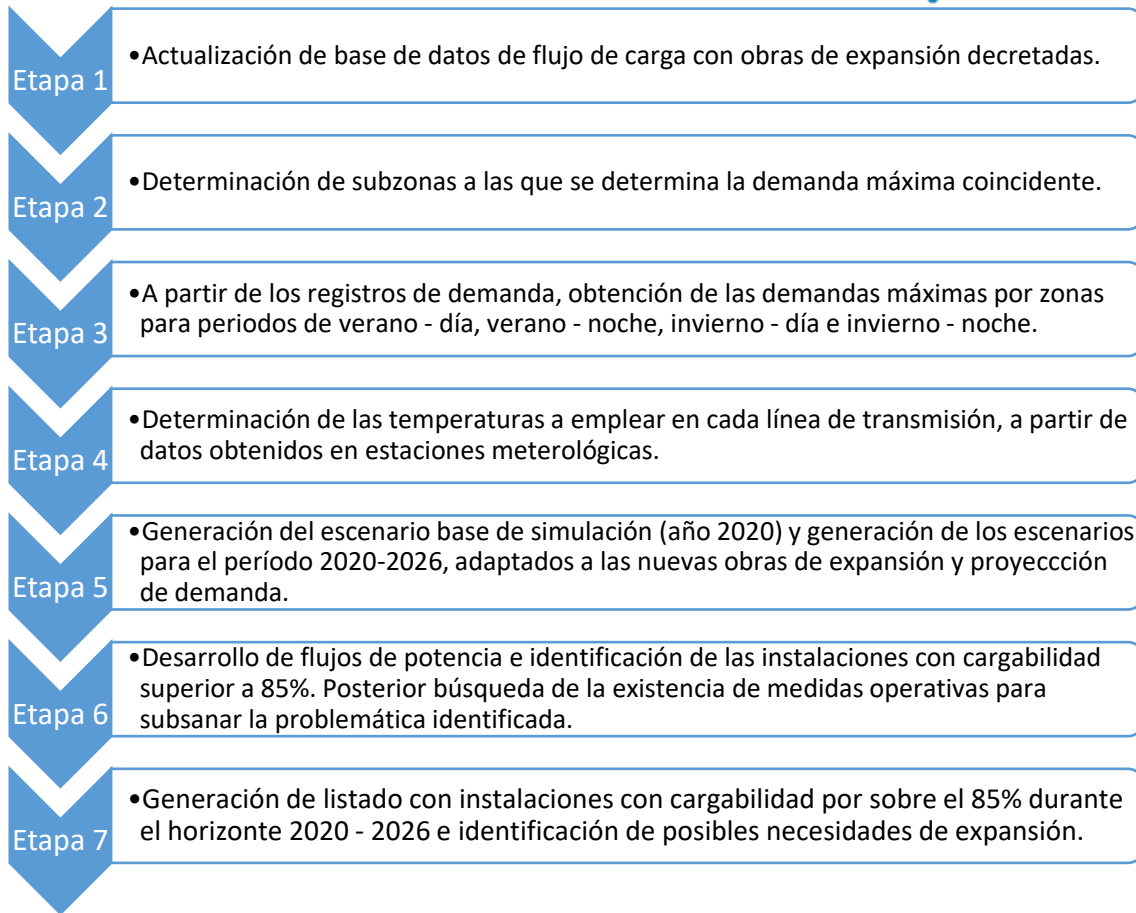 Etapa 1
•Actualización de base de datos de flujo de carga con obras de expansión decretadas.
Etapa 2
•Determinación de subzonas a las que se determina la demanda máxima coincidente.
Etapa 3
•A partir de los registros de demanda, obtención de las demandas máximas por zonas
para periodos de verano - día, verano - noche, invierno - día e invierno - noche.
Etapa 4
•Determinación de las temperaturas a emplear en cada línea de transmisión, a partir de
datos obtenidos en estaciones meterológicas.
Etapa 5
•Generación del escenario base de simulación (año 2020) y generación de los escenarios
para el período 2020-2026, adaptados a las nuevas obras de expansión y proyeccción
de demanda.
Etapa 6
•Desarrollo de flujos de potencia e identificación de las instalaciones con cargabilidad
superior a 85%. Posterior búsqueda de la existencia de medidas operativas para
subsanar la problemática identificada.
Etapa 7
•Generación de listado con instalaciones con cargabilidad por sobre el 85% durante
el horizonte 2020 - 2026 e identificación de posibles necesidades de expansión.